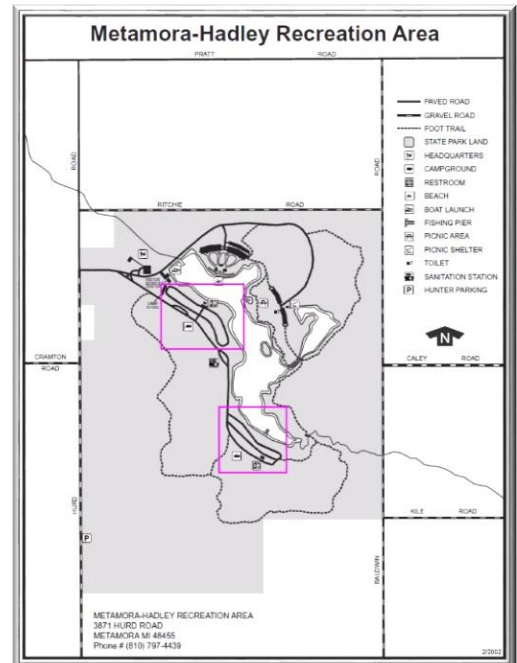 Metamora-Hadley Recreation Area
PRATT ROAD
PAVED ROAD
GRAVEL ROAD
FOOT TRAIL
STATE PARK LAND
HEADQUARTERS
CAMPGROUND
RESTROOM
BEACH
BOAT LAUNCH
FISHING PIER
PICNIC AREA
PICNIC SHELTER
TOILET
SANITATION STATION
P HUNTER PARKING
N
ROAD
ROAD
RITCHIE ROAD
CRAMTON
ROAD
CALEY ROAD
HURD
KILE ROAD
P
BALDWIN
METAMORA-HADLEY RECREATION AREA
3871 HURD ROAD
METAMORA MI 48455
Phone # (810) 797-4439
2/2002